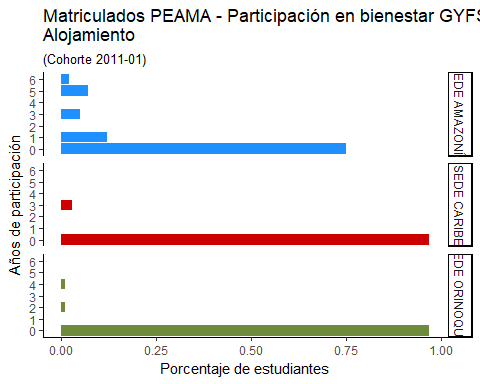 Matriculados PEAMA - Participación en bienestar GYFS
Alojamiento
(Cohorte 2011-01)
Años de participación
6
5
4
3
2
1
0
EDE AMAZONÍ
6
5
4
3
2
1
0
SEDE CARIBE
6
5
4
3
2
1
0
EDE ORINOQU
0.00 0.25 0.50 0.75 1.00
Porcentaje de estudiantes